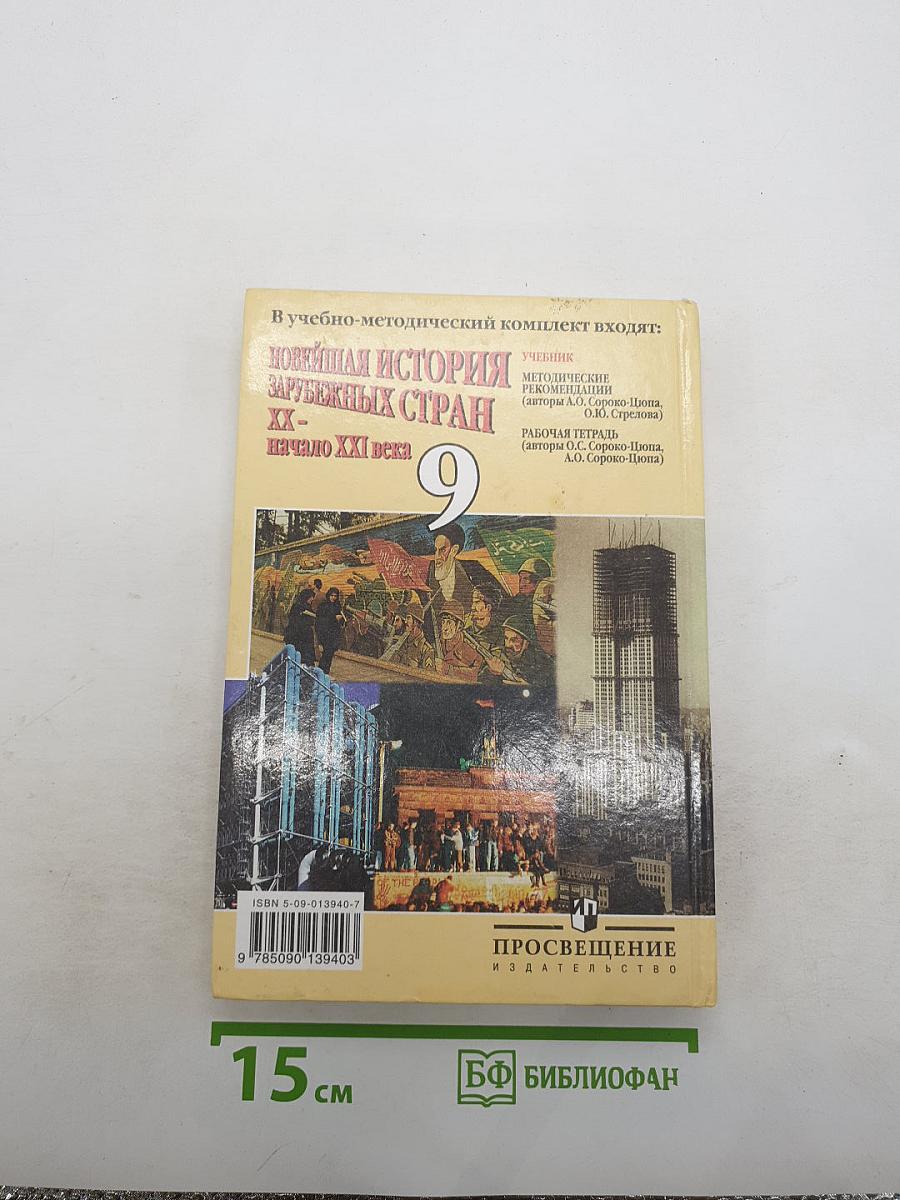 В учебно-методический комплект входят:
НОВЕЙШАЯ ИСТОРИЯ
ЗАРУБЕЖНЫХ СТРАН
XX –
начало XXI века
9
УЧЕБНИК
МЕТОДИЧЕСКИЕ
РЕКОМЕНДАЦИИ
(авторы А.О. Сороко-Цюпа,
О.Ю. Стрелова)
РАБОЧАЯ ТЕТРАДЬ
(авторы О.С. Сороко-Цюпа,
А.О. Сороко-Цюпа)
OF THE
ISBN 5-09-013940-7
9 785090 139403
ПРОСВЕЩЕНИЕ
ИЗДАТЕЛЬСТВО
15 см
БФ БИБЛИОФАН